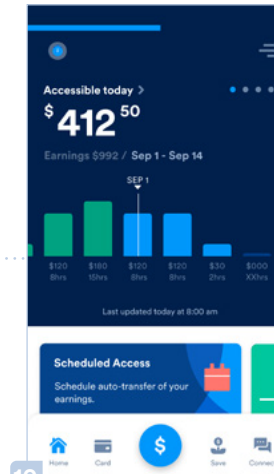 Accessible today >
$412 50
Earnings $992 / Sep 1 - Sep 14
SEP 1
$120 $180 $120 $120 $30 $000
8hrs 15hrs 8hrs 8hrs 2hrs XXhrs
Last updated today at 8:00 am
Scheduled Access
Schedule auto-transfer of your
earnings.
$
Home Card Save Connect